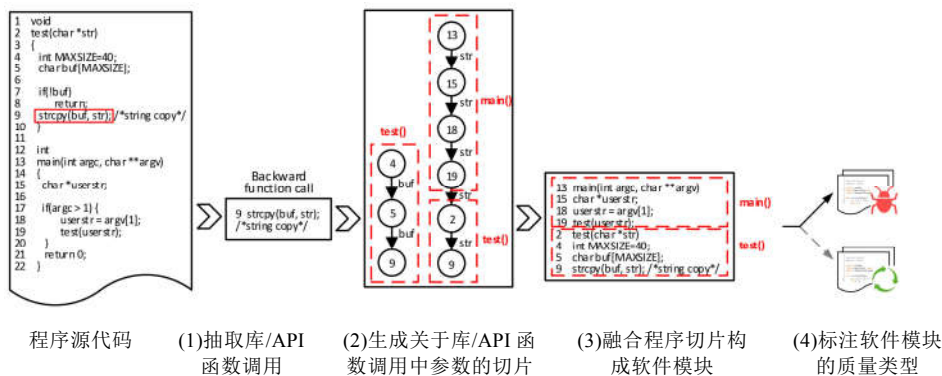 1 void
2 test(char *str)
3 {
4 int MAXSIZE=40;
5 charbuf[MAXSIZE];
6
7 if(!buf)
8 return;
9 strcpy(buf, str); /*string copy*/
10 }
11
12 int
13 main(int argc, char **argv)
14 {
15 char *userstr;
16
17 if(argc > 1) {
18 userstr = argv[1];
19 test(userstr);
20 }
21 return 0;
22 }
Backward
function call
9 strcpy(buf, str);
/*string copy*/
test()
4
buf
5
buf
9
13
str
15
str
main()
18
str
19
str
2
test()
str
9
13 main(int argc, char **argv)
15 char *userstr;
main()
18 userstr = argv[1];
19 test(userstr);
2 test(char *str)
4 int MAXSIZE=40;
test()
5 charbuf[MAXSIZE];
9 strcpy(buf, str); /*string copy*/
程序源代码
(1)抽取库/API
函数调用
(2)生成关于库/API 函
数调用中参数的切片
(3)融合程序切片构
成软件模块
(4)标注软件模块
的质量类型